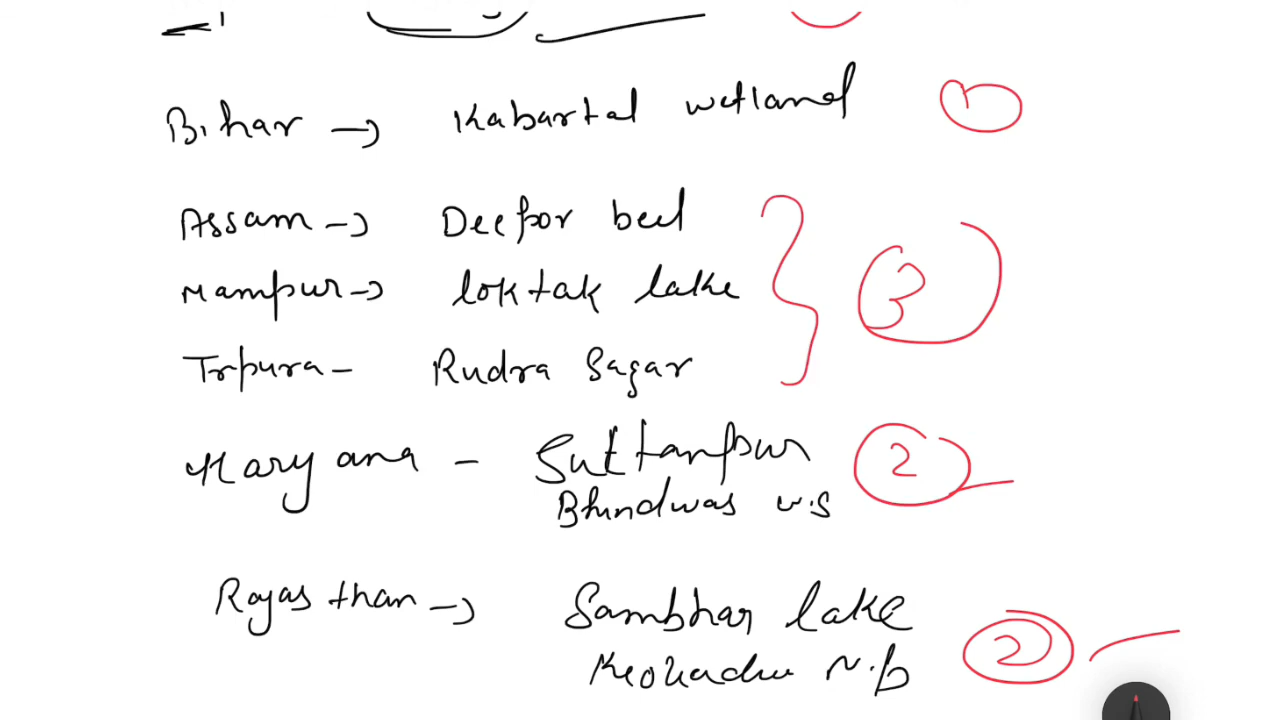 Bihar → Kabartal wetland 1
Assam → Deepor beel
Manipur → loktak lake 3
Trpura - Rudra Sagar
Haryana - Sultanpur 2
Bhindwas w.s
Rajasthan → Sambhar lake
Keoladeo N.P 2